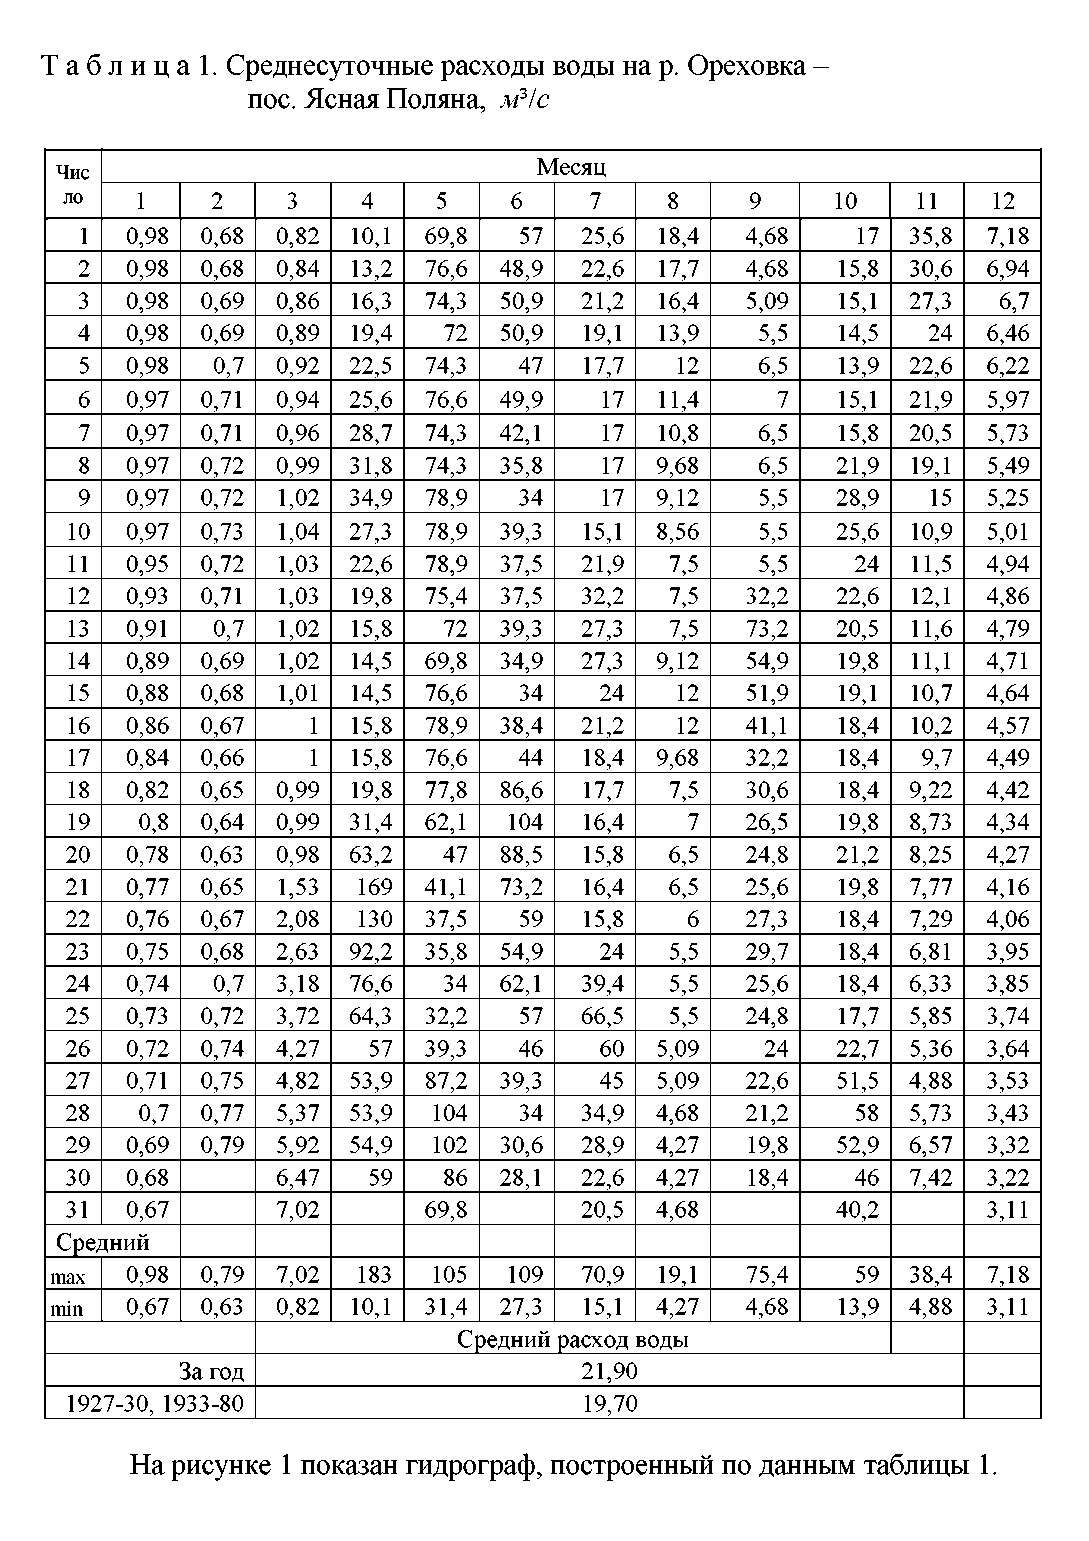 Т а б л и ц а 1. Среднесуточные расходы воды на р. Ореховка –
пос. Ясная Поляна, м³/с
Чис Месяц
ло 1 2 3 4 5 6 7 8 9 10 11 12
1 0,98 0,68 0,82 10,1 69,8 57 25,6 18,4 4,68 17 35,8 7,18
2 0,98 0,68 0,84 13,2 76,6 48,9 22,6 17,7 4,68 15,8 30,6 6,94
3 0,98 0,69 0,86 16,3 74,3 50,9 21,2 16,4 5,09 15,1 27,3 6,7
4 0,98 0,69 0,89 19,4 72 50,9 19,1 13,9 5,5 14,5 24 6,46
5 0,98 0,7 0,92 22,5 74,3 47 17,7 12 6,5 13,9 22,6 6,22
6 0,97 0,71 0,94 25,6 76,6 49,9 17 11,4 7 15,1 21,9 5,97
7 0,97 0,71 0,96 28,7 74,3 42,1 17 10,8 6,5 15,8 20,5 5,73
8 0,97 0,72 0,99 31,8 74,3 35,8 17 9,68 6,5 21,9 19,1 5,49
9 0,97 0,72 1,02 34,9 78,9 34 17 9,12 5,5 28,9 15 5,25
10 0,97 0,73 1,04 27,3 78,9 39,3 15,1 8,56 5,5 25,6 10,9 5,01
11 0,95 0,72 1,03 22,6 78,9 37,5 21,9 7,5 5,5 24 11,5 4,94
12 0,93 0,71 1,03 19,8 75,4 37,5 32,2 7,5 32,2 22,6 12,1 4,86
13 0,91 0,7 1,02 15,8 72 39,3 27,3 7,5 73,2 20,5 11,6 4,79
14 0,89 0,69 1,02 14,5 69,8 34,9 27,3 9,12 54,9 19,8 11,1 4,71
15 0,88 0,68 1,01 14,5 76,6 34 24 12 51,9 19,1 10,7 4,64
16 0,86 0,67 1 15,8 78,9 38,4 21,2 12 41,1 18,4 10,2 4,57
17 0,84 0,66 1 15,8 76,6 44 18,4 9,68 32,2 18,4 9,7 4,49
18 0,82 0,65 0,99 19,8 77,8 86,6 17,7 7,5 30,6 18,4 9,22 4,42
19 0,8 0,64 0,99 31,4 62,1 104 16,4 7 26,5 19,8 8,73 4,34
20 0,78 0,63 0,98 63,2 47 88,5 15,8 6,5 24,8 21,2 8,25 4,27
21 0,77 0,65 1,53 169 41,1 73,2 16,4 6,5 25,6 19,8 7,77 4,16
22 0,76 0,67 2,08 130 37,5 59 15,8 6 27,3 18,4 7,29 4,06
23 0,75 0,68 2,63 92,2 35,8 54,9 24 5,5 29,7 18,4 6,81 3,95
24 0,74 0,7 3,18 76,6 34 62,1 39,4 5,5 25,6 18,4 6,33 3,85
25 0,73 0,72 3,72 64,3 32,2 57 66,5 5,5 24,8 17,7 5,85 3,74
26 0,72 0,74 4,27 57 39,3 46 60 5,09 24 22,7 5,36 3,64
27 0,71 0,75 4,82 53,9 87,2 39,3 45 5,09 22,6 51,5 4,88 3,53
28 0,7 0,77 5,37 53,9 104 34 34,9 4,68 21,2 58 5,73 3,43
29 0,69 0,79 5,92 54,9 102 30,6 28,9 4,27 19,8 52,9 6,57 3,32
30 0,68 6,47 59 86 28,1 22,6 4,27 18,4 46 7,42 3,22
31 0,67 7,02 69,8 20,5 4,68 40,2 3,11
Средний
max 0,98 0,79 7,02 183 105 109 70,9 19,1 75,4 59 38,4 7,18
min 0,67 0,63 0,82 10,1 31,4 27,3 15,1 4,27 4,68 13,9 4,88 3,11
Средний расход воды
За год 21,90
1927-30, 1933-80 19,70
На рисунке 1 показан гидрограф, построенный по данным таблицы 1.